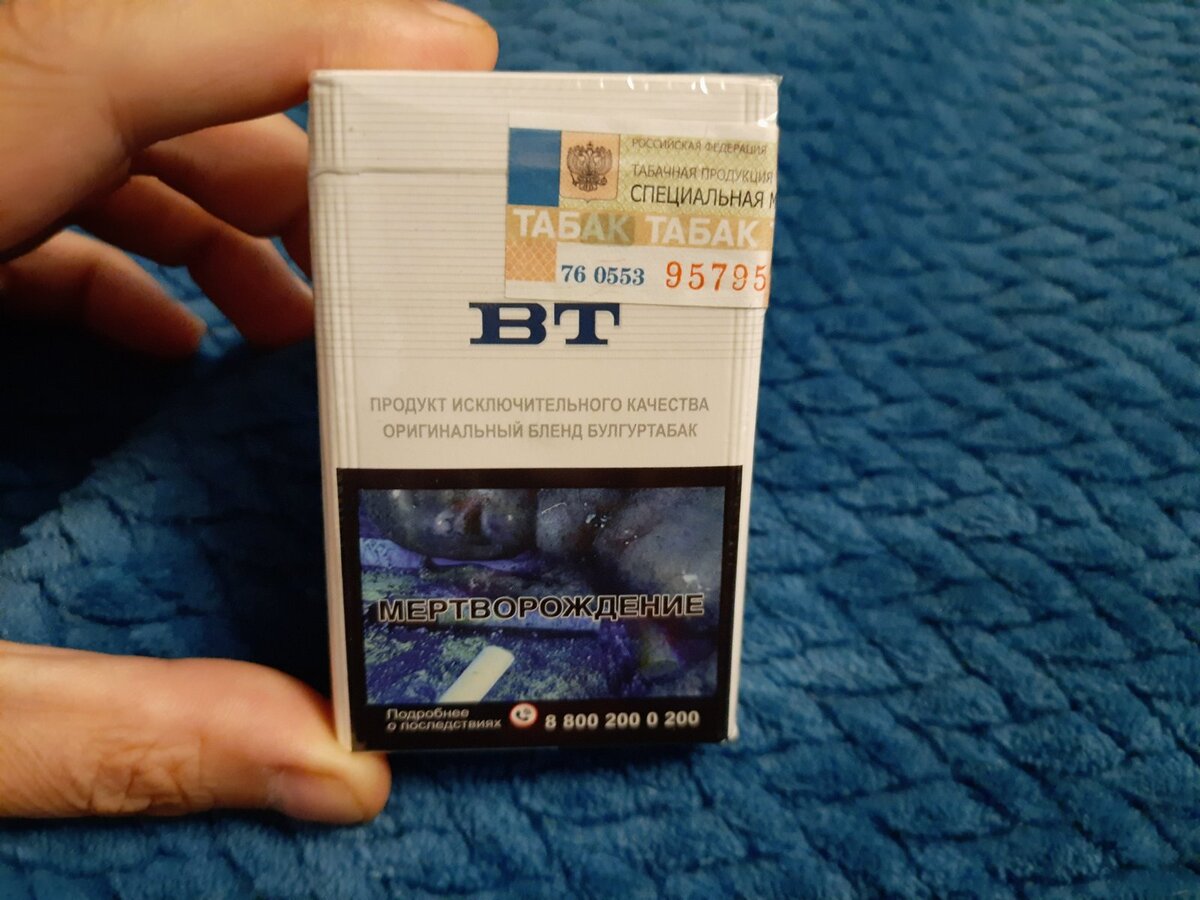 РОССИЙСКАЯ ФЕДЕРАЦИЯ
ТАБАЧНАЯ ПРОДУКЦИЯ
СПЕЦИАЛЬНАЯ М
ТАБАК ТАБАК
76 0553 95795
ВТ
ПРОДУКТ ИСКЛЮЧИТЕЛЬНОГО КАЧЕСТВА
ОРИГИНАЛЬНЫЙ БЛЕНД БУЛГУРТАБАК
МЕРТВОРОЖДЕНИЕ
Подробнее
о последствиях 8 800 200 0 200